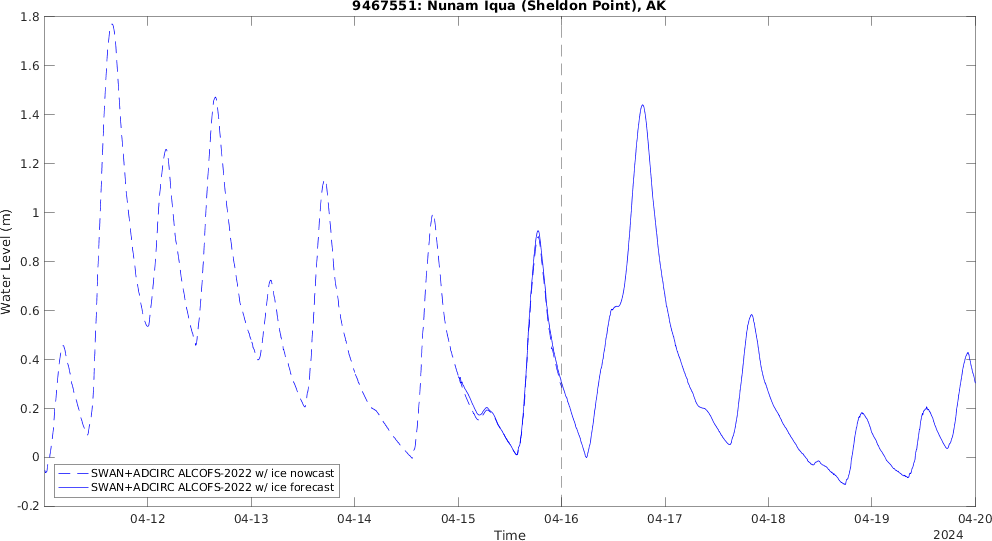 9467551: Nunam Iqua (Sheldon Point), AK
1.8
1.6
1.4
1.2
1
0.8
0.6
0.4
0.2
0
-0.2
Water Level (m)
SWAN+ADCIRC ALCOFS-2022 w/ ice nowcast
SWAN+ADCIRC ALCOFS-2022 w/ ice forecast
04-12 04-13 04-14 04-15 04-16 04-17 04-18 04-19 04-20
Time
2024